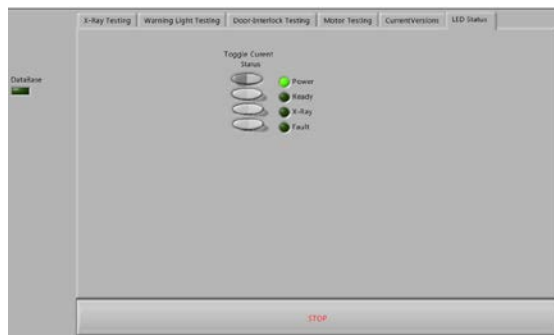 X-Ray Testing
Warning Light Testing
Door-Interlock Testing
Motor Testing
CurrentVersions
LED Status
DataBase
Toggle Current
Status
Power
Ready
X-Ray
Fault
STOP